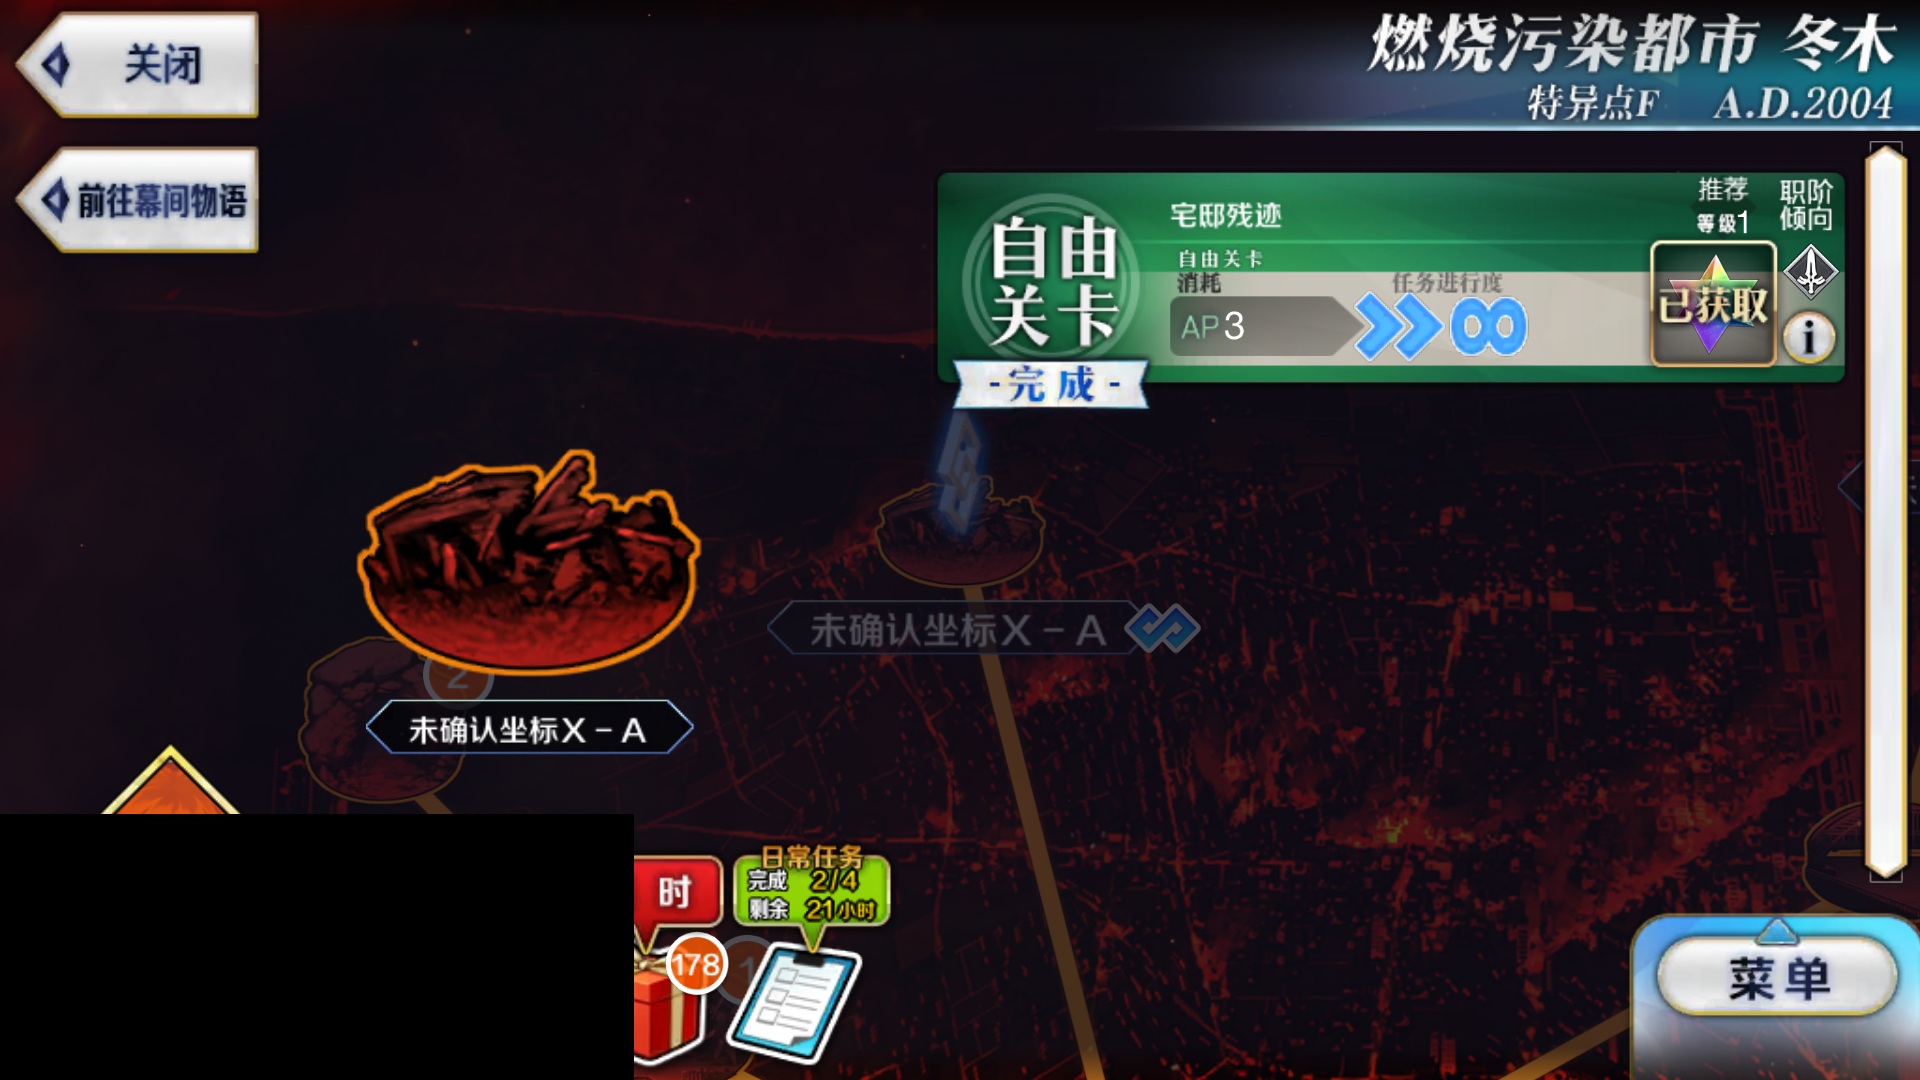 关闭
前往幕间物语
燃烧污染都市 冬木
特异点F A.D.2004
自由
关卡
-完成-
宅邸残迹
自由关卡
消耗
AP3
任务进行度
推荐
等级1
职阶
倾向
已获取
未确认坐标X－A
2
未确认坐标X－A
时
178
日常任务
完成 2/4
剩余 21小时
1
菜单